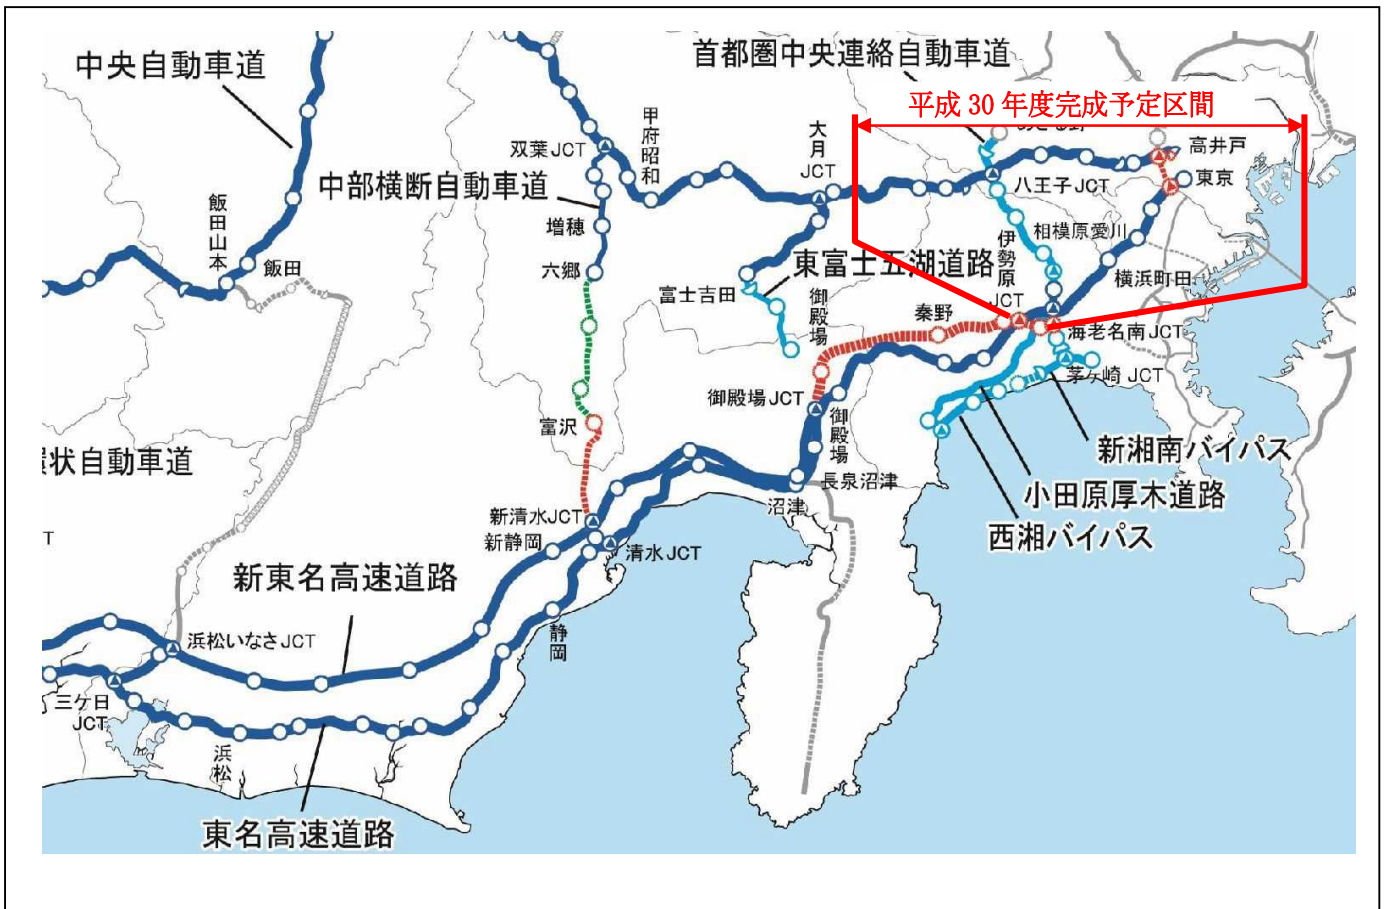 首都圏中央連絡自動車道
中央自動車道
平成 30 年度完成予定区間
甲府昭和
大月
JCT
双葉JCT
高井戸
中部横断自動車道
八王子JCT
東京
飯田山本
増穂
伊勢原
JCT
相模原愛川
飯田
六郷
東富士五湖道路
横浜町田
富士吉田
御殿場
秦野
海老名南JCT
茅ヶ崎 JCT
御殿場JCT
御殿場
富沢
新湘南バイパス
状自動車道
長泉沼津
小田原厚木道路
沼津
新清水JCT
西湘バイパス
T
新静岡
清水JCT
新東名高速道路
静岡
浜松いなさJCT
三ケ日
JCT
浜松
東名高速道路